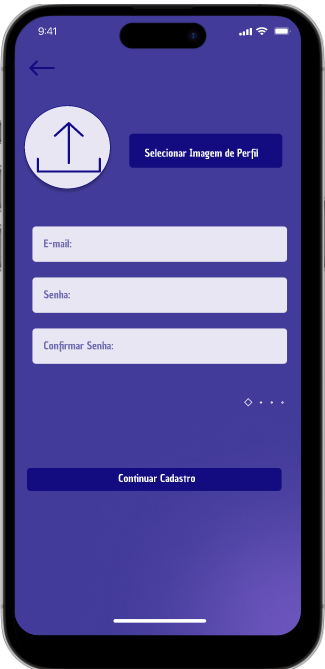 9:41
Selecionar Imagem de Perfil
E-mail:
Senha:
Confirmar Senha:
Continuar Cadastro